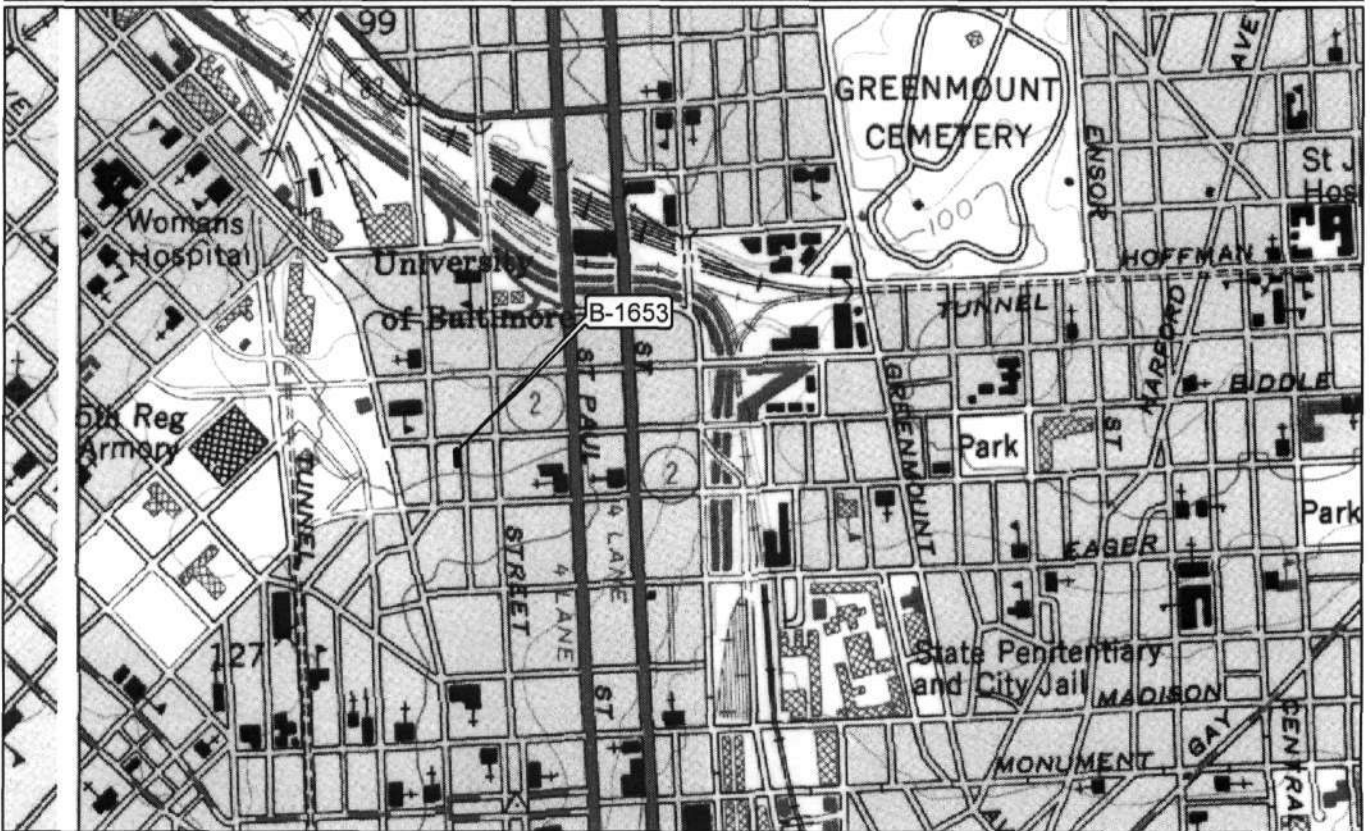 99
GREENMOUNT
CEMETERY
AVE
ENSOR
St J
Hos
Womans
Hospital
100
HOFFMAN
University
of Baltimore
TUNNEL
HARFORD
B-1653
ST PAUL
ST
GREENMOUNT
BIDDLE
ST
5th Reg
Armory
2
2
Park
Park
TUNNEL
STREET
4 LANE
4 LANE
EAGER
127
State Penitentiary
and City Jail
MADISON
ST
MONUMENT
GAY
CENTRAL